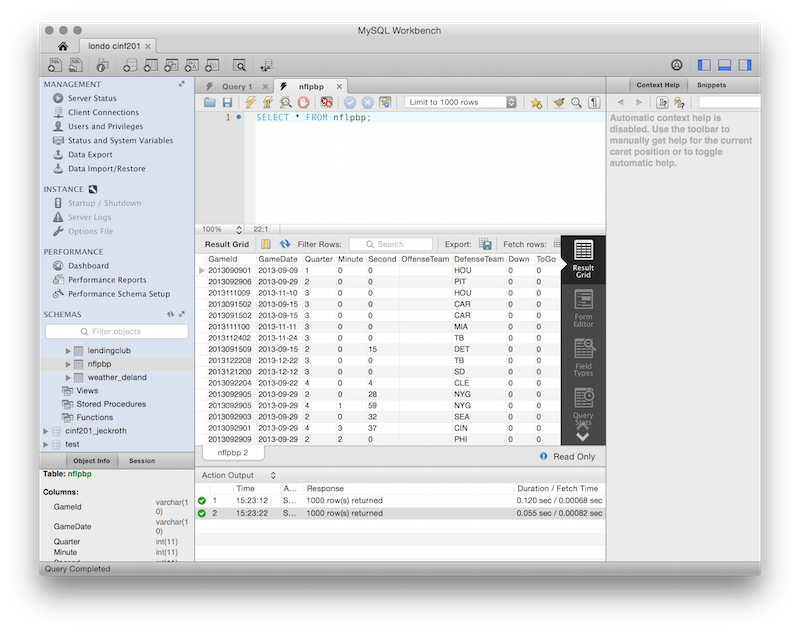 MySQL Workbench
londo cinf201
MANAGEMENT
Server Status
Client Connections
Users and Privileges
Status and System Variables
Data Export
Data Import/Restore
INSTANCE
Startup / Shutdown
Server Logs
Options File
PERFORMANCE
Dashboard
Performance Reports
Performance Schema Setup
SCHEMAS
Filter objects
lendingclub
nflpbp
weather_deland
Views
Stored Procedures
Functions
cinf201_jeckroth
test
Object Info Session
Table: nflpbp
Columns:
GameId varchar(10)
GameDate varchar(10)
Quarter int(11)
Minute int(11)
Query 1 nflpbp
Limit to 1000 rows
1 SELECT * FROM nflpbp;
100% 22:1
Result Grid Filter Rows: Search Export: Fetch rows:
GameId GameDate Quarter Minute Second OffenseTeam DefenseTeam Down ToGo
2013090901 2013-09-09 1 0 0 HOU 0 0
2013092906 2013-09-29 2 0 0 PIT 0 0
2013111009 2013-11-10 3 0 0 HOU 0 0
2013091502 2013-09-15 3 0 0 CAR 0 0
2013091502 2013-09-15 3 0 0 CAR 0 0
2013111100 2013-11-11 3 0 0 MIA 0 0
2013112402 2013-11-24 3 0 0 TB 0 0
2013091509 2013-09-15 2 0 15 DET 0 0
2013122208 2013-12-22 3 0 0 TB 0 0
2013121200 2013-12-12 3 0 0 SD 0 0
2013092204 2013-09-22 4 0 4 CLE 0 0
2013092905 2013-09-29 2 0 28 NYG 0 0
2013092905 2013-09-29 4 1 59 NYG 0 0
2013092903 2013-09-29 2 0 32 SEA 0 0
2013092901 2013-09-29 4 3 37 CIN 0 0
2013092909 2013-09-29 2 2 0 PHI 0 0
Result
Grid
Form
Editor
Field
Types
Query
Stats
nflpbp 2 Read Only
Action Output
Time A... Response Duration / Fetch Time
1 15:23:12 S... 1000 row(s) returned 0.120 sec / 0.00068 sec
2 15:23:22 S... 1000 row(s) returned 0.055 sec / 0.00082 sec
Context Help Snippets
Automatic context help is
disabled. Use the toolbar to
manually get help for the current
caret position or to toggle
automatic help.
Query Completed